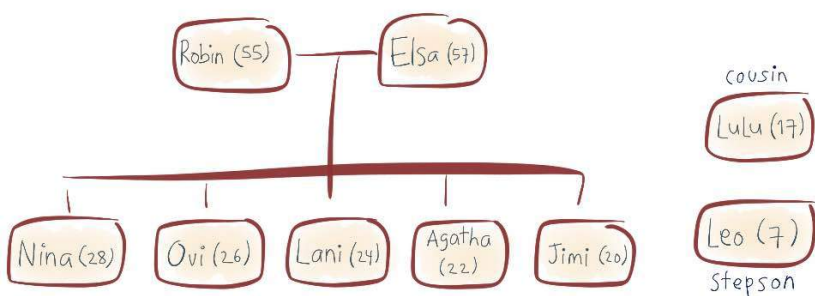 Robin (55)
Elsa (57)
cousin
Lulu (17)
Nina (28)
Ovi (26)
Lani (24)
Agatha
(22)
Jimi (20)
Leo (7)
Stepson